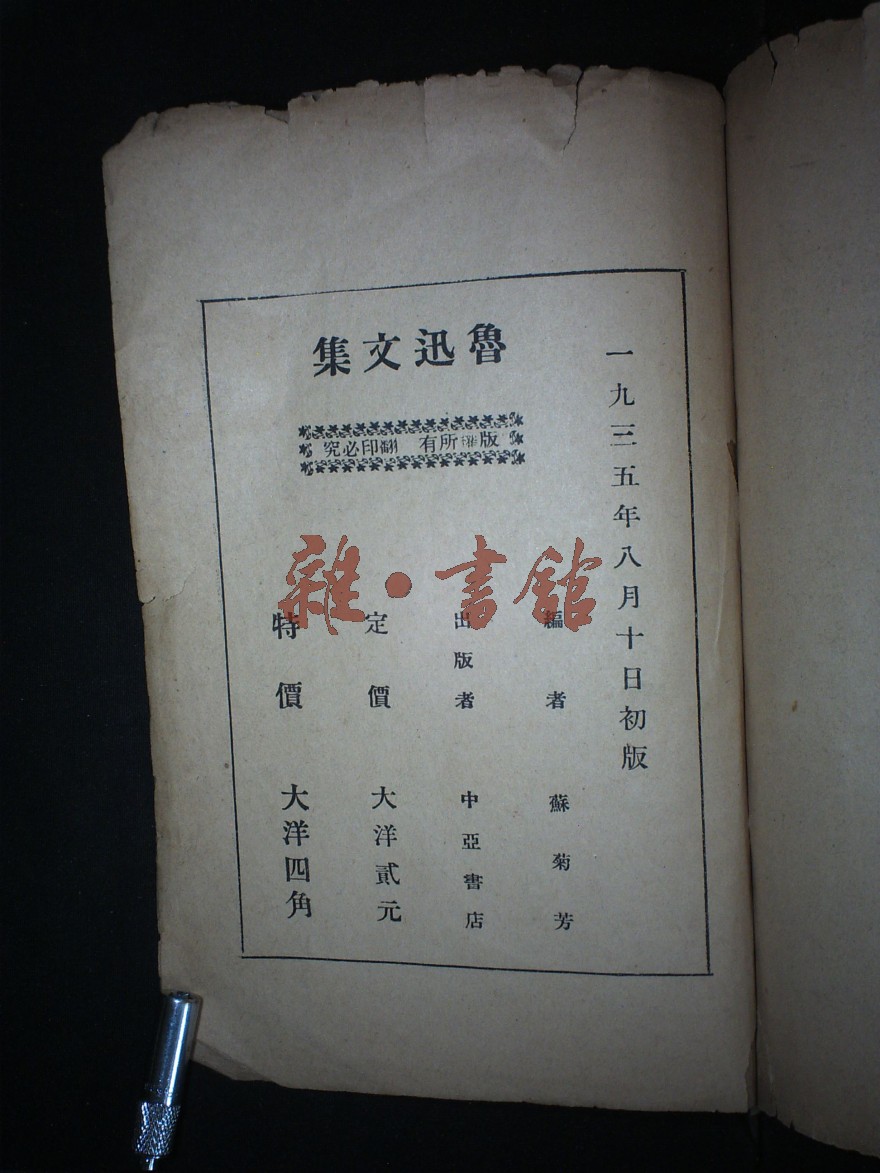 一九三五年八月十日初版
魯迅文集
版權所有 翻印必究
編者 蘇菊芳
出版者 中亞書店
定價 大洋貳元
特價 大洋四角
雜·書館